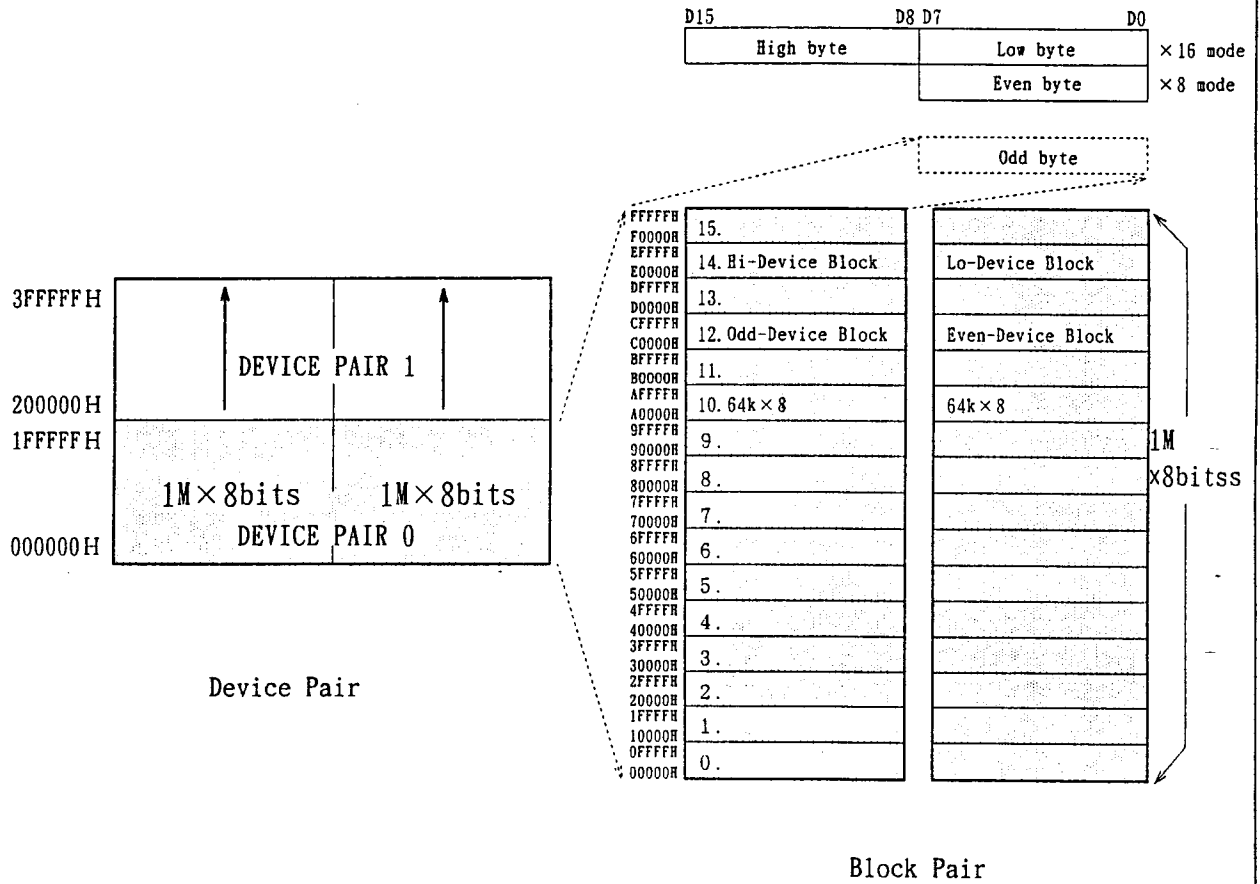 D15 D8 D7 D0
High byte Low byte ×16 mode
Even byte ×8 mode
Odd byte
3FFFFFH
200000H
1FFFFFH
000000H
DEVICE PAIR 1
1M×8bits 1M×8bits
DEVICE PAIR 0
Device Pair
FFFFFH
15.
F0000H
EFFFFH
14. Hi-Device Block Lo-Device Block
E0000H
DFFFFH
13.
D0000H
CFFFFH
12. Odd-Device Block Even-Device Block
C0000H
BFFFFH
11.
B0000H
AFFFFH
10. 64k×8 64k×8
A0000H
9FFFFH
9.
90000H
8FFFFH
8.
80000H
7FFFFH
7.
70000H
6FFFFH
6.
60000H
5FFFFH
5.
50000H
4FFFFH
4.
40000H
3FFFFH
3.
30000H
2FFFFH
2.
20000H
1FFFFH
1.
10000H
0FFFFH
0.
00000H
1M
×8bitss
Block Pair